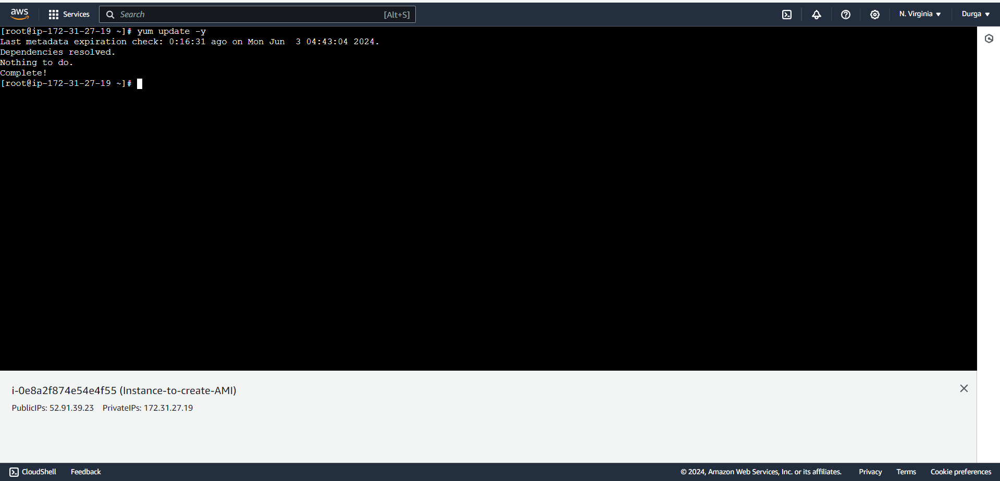 aws Services Search [Alt+S] N. Virginia Durga
[root@ip-172-31-27-19 ~]# yum update -y
Last metadata expiration check: 0:16:31 ago on Mon Jun  3 04:43:04 2024.
Dependencies resolved.
Nothing to do.
Complete!
[root@ip-172-31-27-19 ~]#
i-0e8a2f874e54e4f55 (Instance-to-create-AMI)
PublicIPs: 52.91.39.23 PrivateIPs: 172.31.27.19
CloudShell Feedback © 2024, Amazon Web Services, Inc. or its affiliates. Privacy Terms Cookie preferences